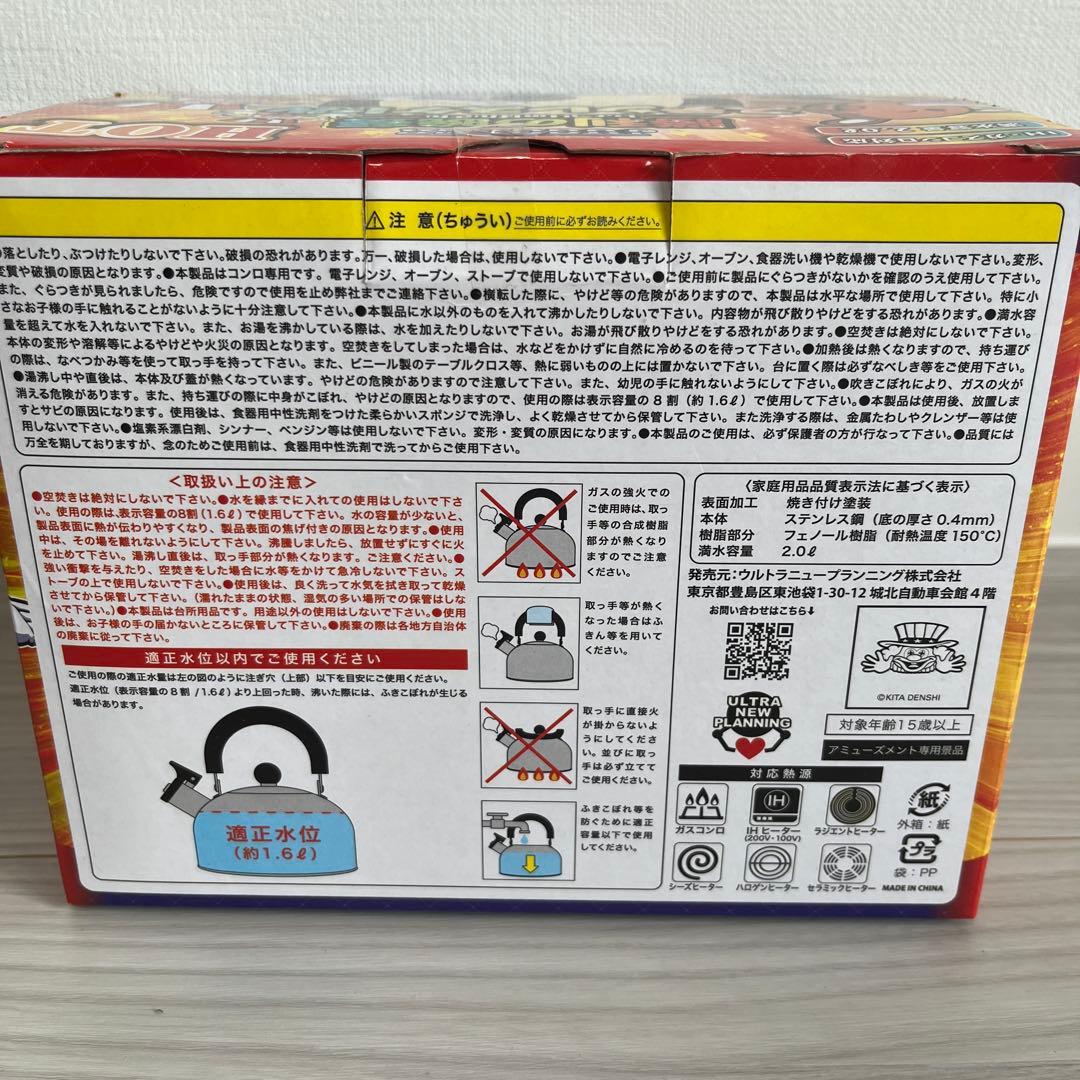 HOT
⚠注 意(ちゅうい)ご使用前に必ずお読みください。
落としたり、ぶつけたりしないで下さい。破損の恐れがあります。万一、破損した場合は、使用しないで下さい。●電子レンジ、オーブン、食器洗い機や乾燥機で使用しないで下さい。変形、
変質や破損の原因となります。●本製品はコンロ専用です。電子レンジ、オーブン、ストーブで使用しないで下さい。●ご使用前に製品にぐらつきがないかを確認のうえ使用して下さい。
また、ぐらつきが見られましたら、危険ですので使用を止め弊社までご連絡下さい。●横転した際に、やけど等の危険がありますので、本製品は水平な場所で使用して下さい。特に小
さなお子様の手に触れることがないように十分注意して下さい。●本製品に水以外のものを入れて沸かしたりしないで下さい。内容物が飛び散りやけどをする恐れがあります。●満水容
量を超えて水を入れないで下さい。また、お湯を沸かしている際は、水を加えたりしないで下さい。お湯が飛び散りやけどをする恐れがあります。●空焚きは絶対にしないで下さい。
本体の変形や溶解等によるやけどや火災の原因となります。空焚きをしてしまった場合は、水などをかけずに自然に冷めるのを待って下さい。●加熱後は熱くなりますので、持ち運び
の際は、なべつかみ等を使って取っ手を持って下さい。また、ビニール製のテーブルクロス等、熱に弱いものの上には置かないで下さい。台に置く際は必ずなべしき等をご使用下さい。
●湯沸し中や直後は、本体及び蓋が熱くなっています。やけどの危険がありますので注意して下さい。また、幼児の手に触れないようにして下さい。●吹きこぼれにより、ガスの火が
消える危険があります。また、持ち運びの際に中身がこぼれ、やけどの原因となりますので、使用の際は表示容量の8割(約1.6ℓ)で使用して下さい。●本製品は使用後、放置しま
すとサビの原因になります。使用後は、食器用中性洗剤をつけた柔らかいスポンジで洗浄し、よく乾燥させてから保管して下さい。また洗浄する際は、金属たわしやクレンザー等は使
用しないで下さい。●塩素系漂白剤、シンナー、ベンジン等は使用しないで下さい。変形・変質の原因になります。●本製品のご使用は、必ず保護者の方が行なって下さい。●品質には
万全を期しておりますが、念のためご使用前は、食器用中性洗剤で洗ってからご使用下さい。
<取扱い上の注意>
●空焚きは絶対にしないで下さい。●水を縁までに入れての使用はしないで下
さい。使用の際は、表示容量の8割(1.6ℓ)で使用して下さい。水の容量が少ないと、
製品表面に熱が伝わりやすくなり、製品表面の焦げ付きの原因となります。●使用
中は、その場を離れないようにして下さい。沸騰しましたら、放置せずにすぐに火
を止めて下さい。湯沸し直後は、取っ手部分が熱くなります。ご注意ください。●
強い衝撃を与えたり、空焚きをした場合に水等をかけて急冷しないで下さい。ス
トーブの上で使用しないで下さい。●使用後は、良く洗って水気を拭き取って乾燥
させてから保管して下さい。(濡れたままの状態、湿気の多い場所での保管はしな
いで下さい。)●本製品は台所用品です。用途以外の使用はしないで下さい。●使用
後は、お子様の手の届かないところに保管して下さい。●廃棄の際は各地方自治体
の廃棄に従って下さい。
適正水位以内でご使用ください
ご使用の際の適正水量は左の図のように注ぎ穴(上部)以下を目安にご使用ください。
適正水位(表示容量の8割/1.6ℓ)より上回った時、沸いた際には、ふきこぼれが生じる
場合があります。
適正水位
(約1.6ℓ)
ガスの強火での
ご使用時は、取っ
手等の合成樹脂
部分が熱くなり
ますのでご注意
ください。
取っ手等が熱く
なった場合はふ
きん等を用いて
ください。
取っ手に直接火
が掛からないよ
うにしてくださ
い。並びに取っ
手は必ず立てて
ご使用ください。
ふきこぼれ等を
防ぐために適正
容量以下で使用
してください。
〈家庭用品品質表示法に基づく表示〉
表面加工 焼き付け塗装
本体 ステンレス鋼(底の厚さ0.4mm)
樹脂部分 フェノール樹脂(耐熱温度150℃)
満水容量 2.0ℓ
発売元:ウルトラニュープランニング株式会社
東京都豊島区東池袋1-30-12 城北自動車会館4階
お問い合わせはこちら⬇
ULTRA
NEW
PLANNING
©KITA DENSHI
対象年齢15歳以上
アミューズメント専用景品
対応熱源
ガスコンロ
IH
IHヒーター
(200V・100V)
ラジエントヒーター
シーズヒーター
ハロゲンヒーター
セラミックヒーター
紙
外箱:紙
プラ
袋:PP
MADE IN CHINA